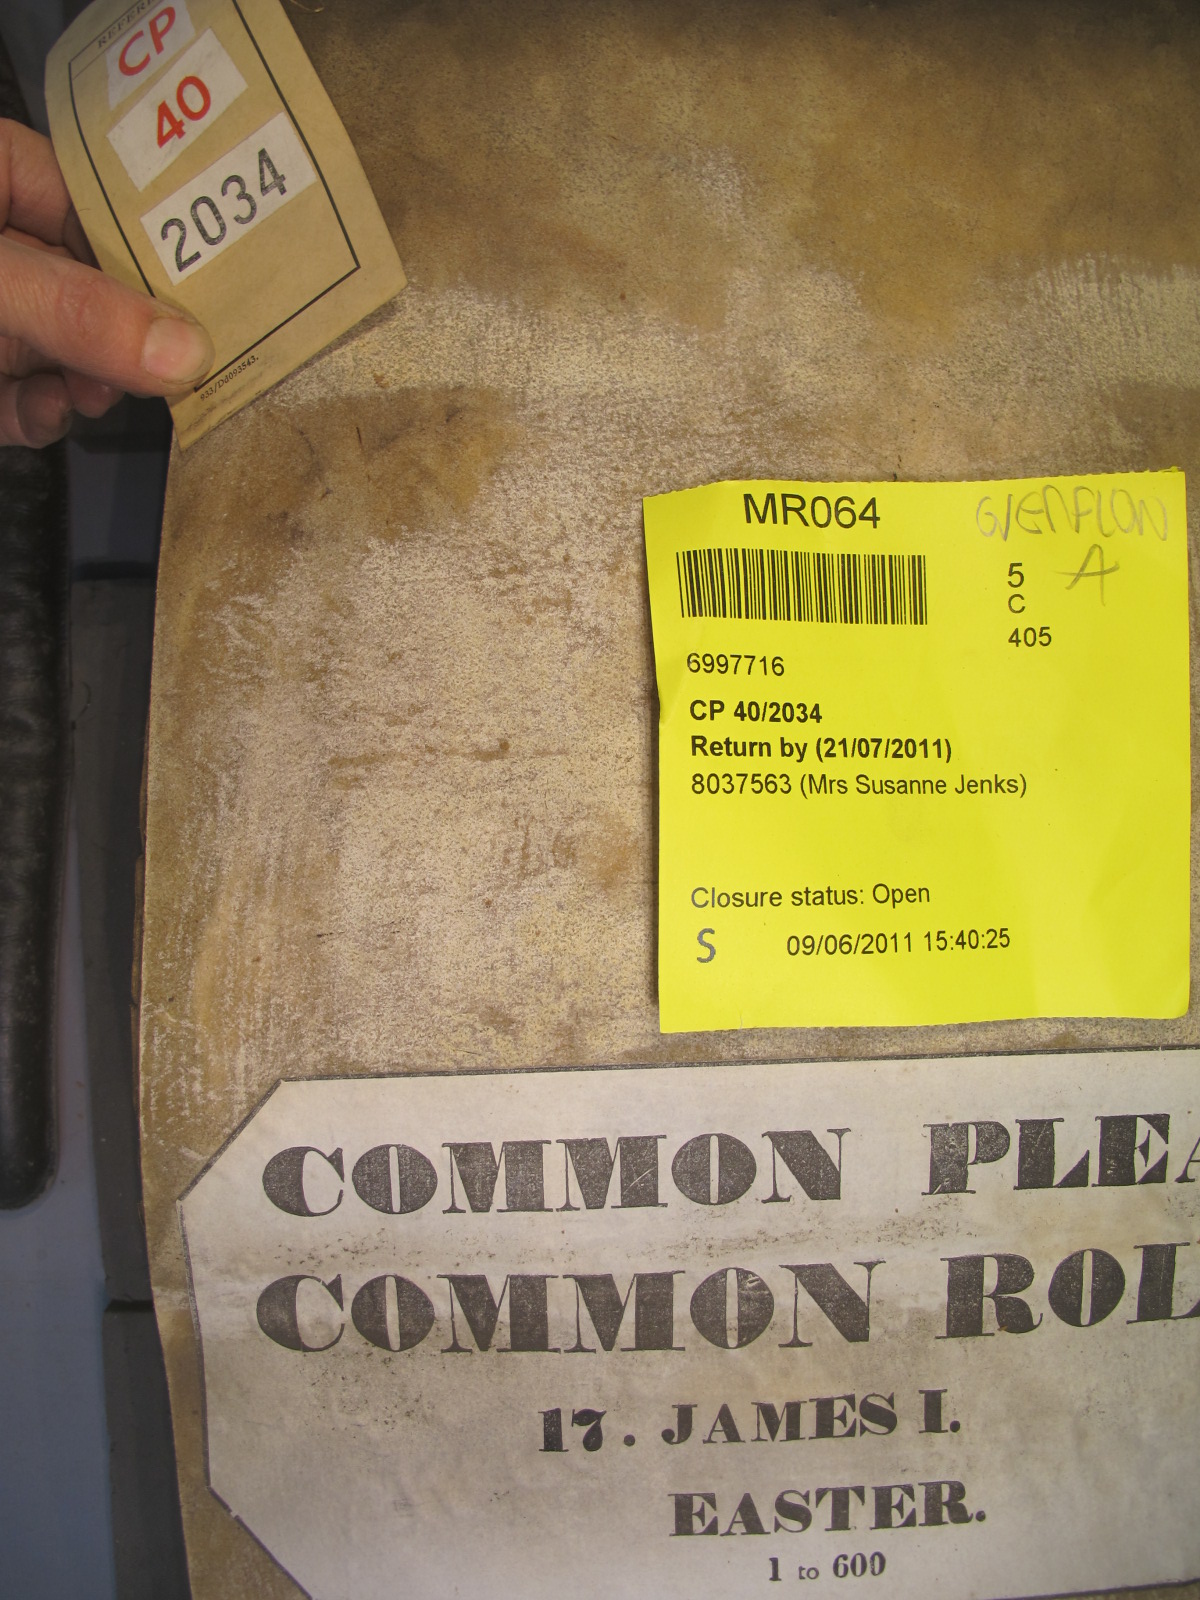 CP
40
2034
933/D8093543.
MR064
5
A
C
405
6997716
CP 40/2034
Return by (21/07/2011)
8037563 (Mrs Susanne Jenks)
Closure status: Open
S 09/06/2011 15:40:25
COMMON PLEA
COMMON ROL
17. JAMES I.
EASTER.
1 to 600